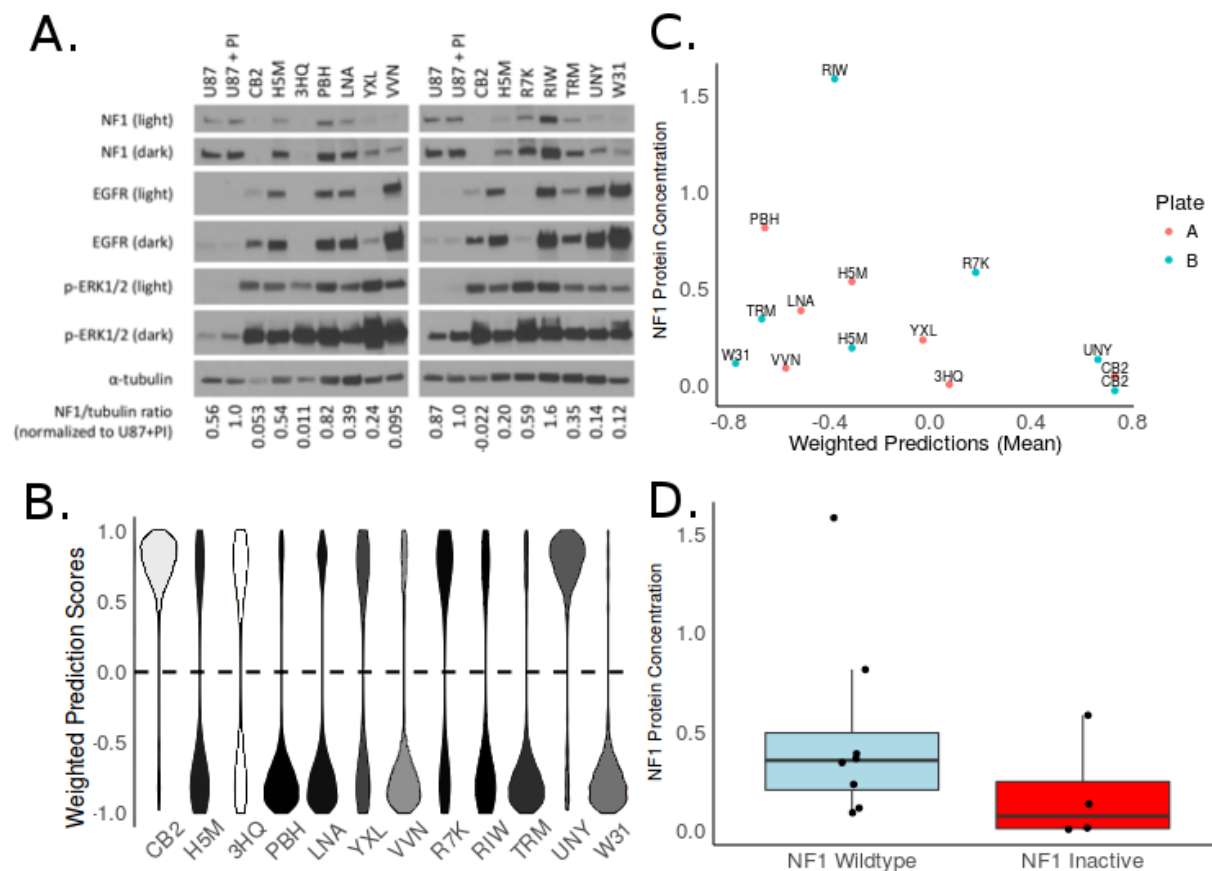 A.
U87 U87 + PI CB2 H5M 3HQ PBH LNA YXL VVN U87 U87 + PI CB2 H5M R7K RIW TRM UNY W31
NF1 (light)
NF1 (dark)
EGFR (light)
EGFR (dark)
p-ERK1/2 (light)
p-ERK1/2 (dark)
α-tubulin
NF1/tubulin ratio
(normalized to U87+PI)
0.56 1.0 0.053 0.54 0.011 0.82 0.39 0.24 0.095 0.87 1.0 -0.022 0.20 0.59 1.6 0.35 0.14 0.12
B.
Weighted Prediction Scores
1.0
0.5
0.0
-0.5
-1.0
CB2 H5M 3HQ PBH LNA YXL VVN R7K RIW TRM UNY W31
C.
NF1 Protein Concentration
1.5
1.0
0.5
0.0
RIW
PBH
R7K
H5M
LNA
TRM
YXL
H5M
UNY
W31
VVN
CB2
3HQ
CB2
-0.8 -0.4 0.0 0.4 0.8
Weighted Predictions (Mean)
Plate
A
B
D.
NF1 Protein Concentration
1.5
1.0
0.5
0.0
NF1 Wildtype NF1 Inactive